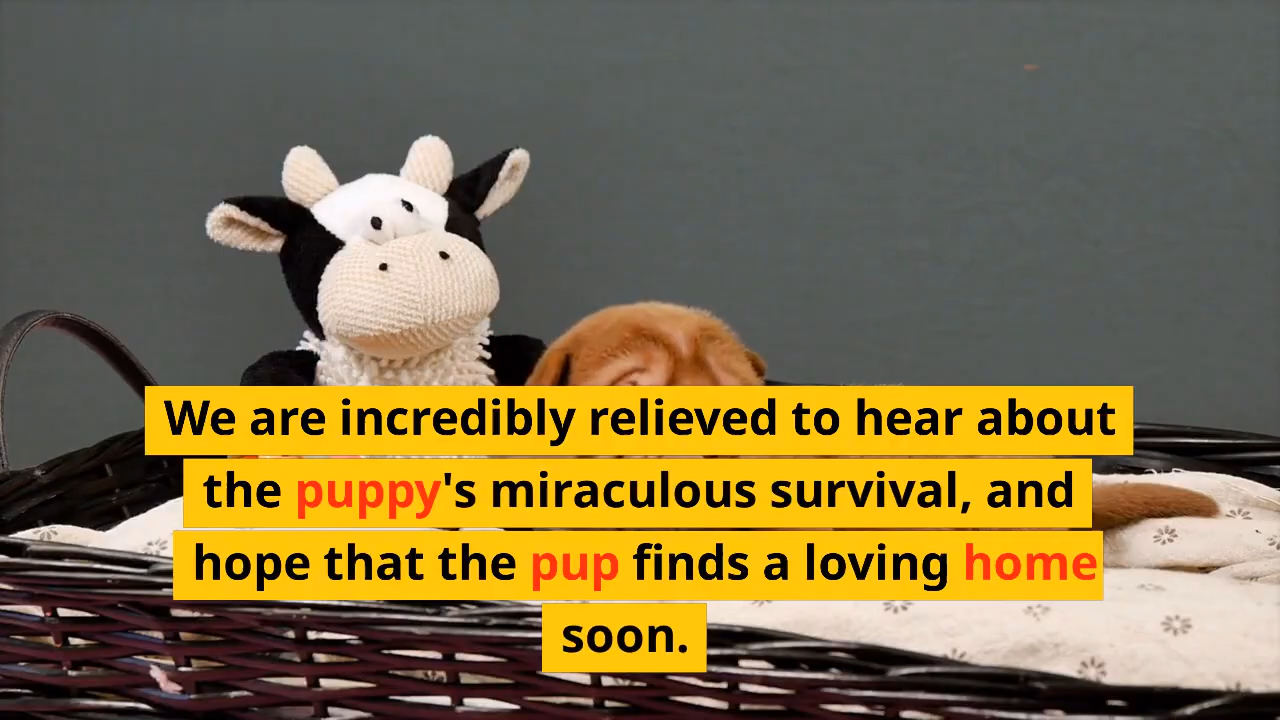 We are incredibly relieved to hear about
the puppy's miraculous survival, and
hope that the pup finds a loving home
soon.